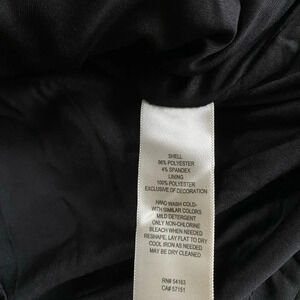 SHELL
96% POLYESTER
4% SPANDEX
LINING
100% POLYESTER
EXCLUSIVE OF DECORATION
HAND WASH COLD-
WITH SIMILAR COLORS
MILD DETERGENT
ONLY NON-CHLORINE
BLEACH WHEN NEEDED
RESHAPE, LAY FLAT TO DRY
COOL IRON AS NEEDED
MAY BE DRY CLEANED
RN# 54163
CA# 57151